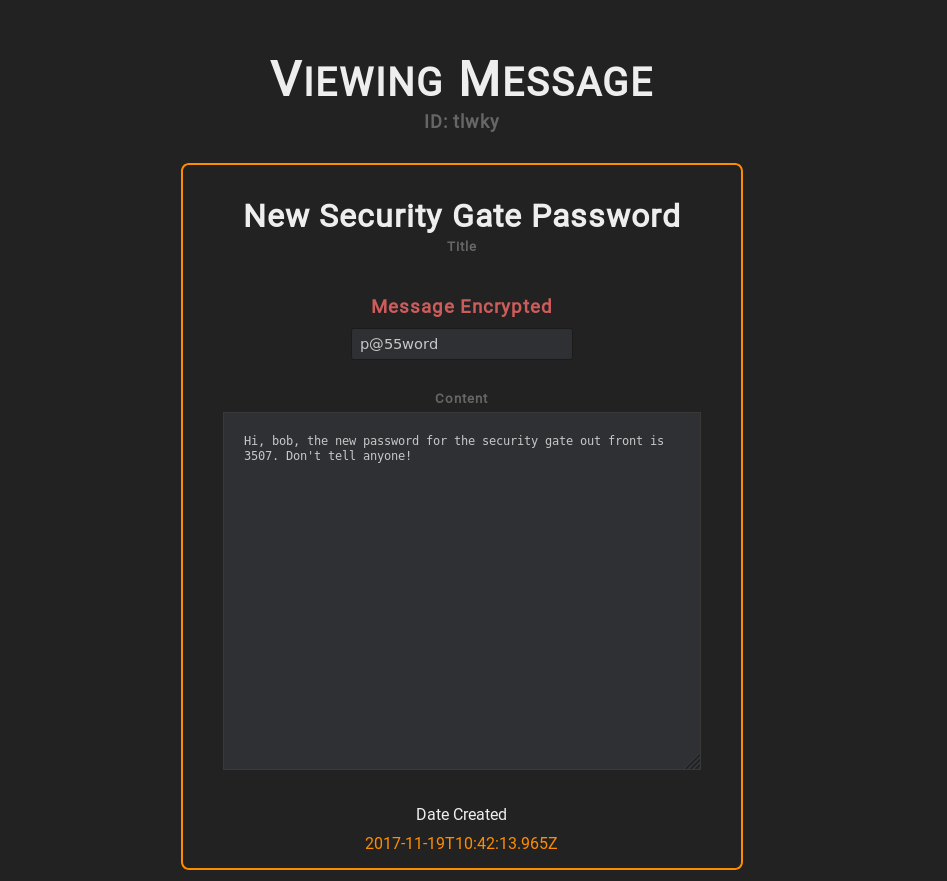 Viewing Message
ID: tlwky
New Security Gate Password
Title
Message Encrypted
p@55word
Content
Hi, bob, the new password for the security gate out front is
3507. Don't tell anyone!
Date Created
2017-11-19T10:42:13.965Z